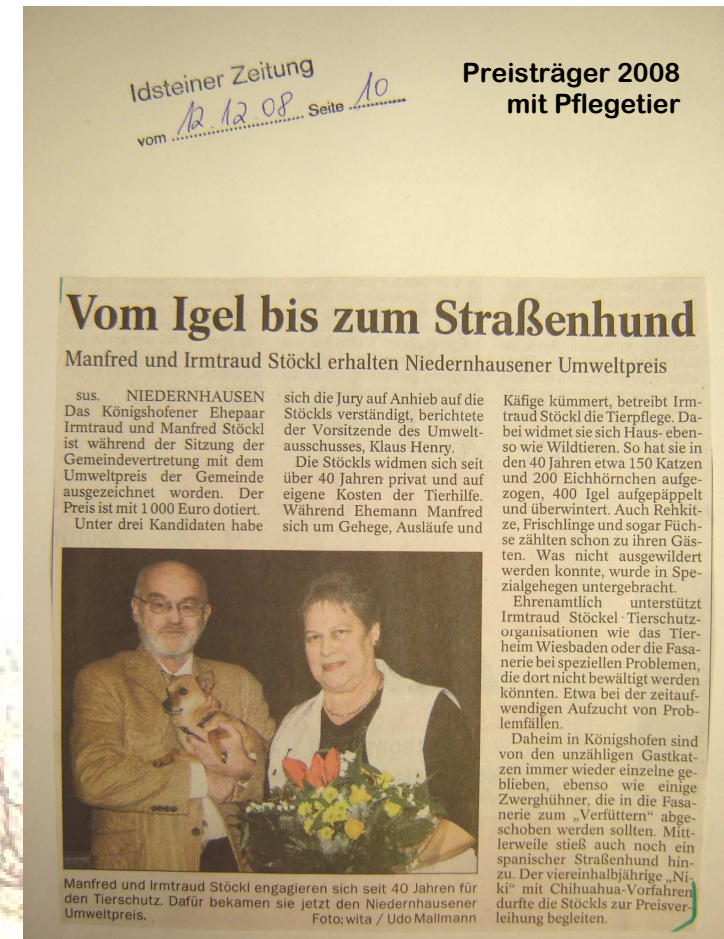 Idsteiner Zeitung
vom 12.12.08 Seite 10
Preisträger 2008
mit Pflegetier
Vom Igel bis zum Straßenhund
Manfred und Irmtraud Stöckl erhalten Niedernhausener Umweltpreis
sus. NIEDERNHAUSEN
Das Königshofener Ehepaar
Irmtraud und Manfred Stöckl
ist während der Sitzung der
Gemeindevertretung mit dem
Umweltpreis der Gemeinde
ausgezeichnet worden. Der
Preis ist mit 1 000 Euro dotiert.
Unter drei Kandidaten habe
sich die Jury auf Anhieb auf die
Stöckls verständigt, berichtete
der Vorsitzende des Umwelt-
ausschusses, Klaus Henry.
Die Stöckls widmen sich seit
über 40 Jahren privat und auf
eigene Kosten der Tierhilfe.
Während Ehemann Manfred
sich um Gehege, Ausläufe und
Käfige kümmert, betreibt Irm-
traud Stöckl die Tierpflege. Da-
bei widmet sie sich Haus- eben-
so wie Wildtieren. So hat sie in
den 40 Jahren etwa 150 Katzen
und 200 Eichhörnchen aufge-
zogen, 400 Igel aufgepäppelt
und überwintert. Auch Rehkit-
ze, Frischlinge und sogar Füch-
se zählten schon zu ihren Gäs-
ten. Was nicht ausgewildert
werden konnte, wurde in Spe-
zialgehegen untergebracht.
Ehrenamtlich unterstützt
Irmtraud Stöckel Tierschutz-
organisationen wie das Tier-
heim Wiesbaden oder die Fasa-
nerie bei speziellen Problemen,
die dort nicht bewältigt werden
könnten. Etwa bei der zeitauf-
wendigen Aufzucht von Prob-
lemfällen.
Daheim in Königshofen sind
von den unzähligen Gastkat-
zen immer wieder einzelne ge-
blieben, ebenso wie einige
Zwerghühner, die in die Fasa-
nerie zum „Verfüttern" abge-
schoben werden sollten. Mitt-
lerweile stieß auch noch ein
spanischer Straßenhund hin-
zu. Der viereinhalbjährige „Ni-
ki" mit Chihuahua-Vorfahren
durfte die Stöckls zur Preisver-
leihung begleiten.
Manfred und Irmtraud Stöckl engagieren sich seit 40 Jahren für
den Tierschutz. Dafür bekamen sie jetzt den Niedernhausener
Umweltpreis. Foto: wita / Udo Mallmann